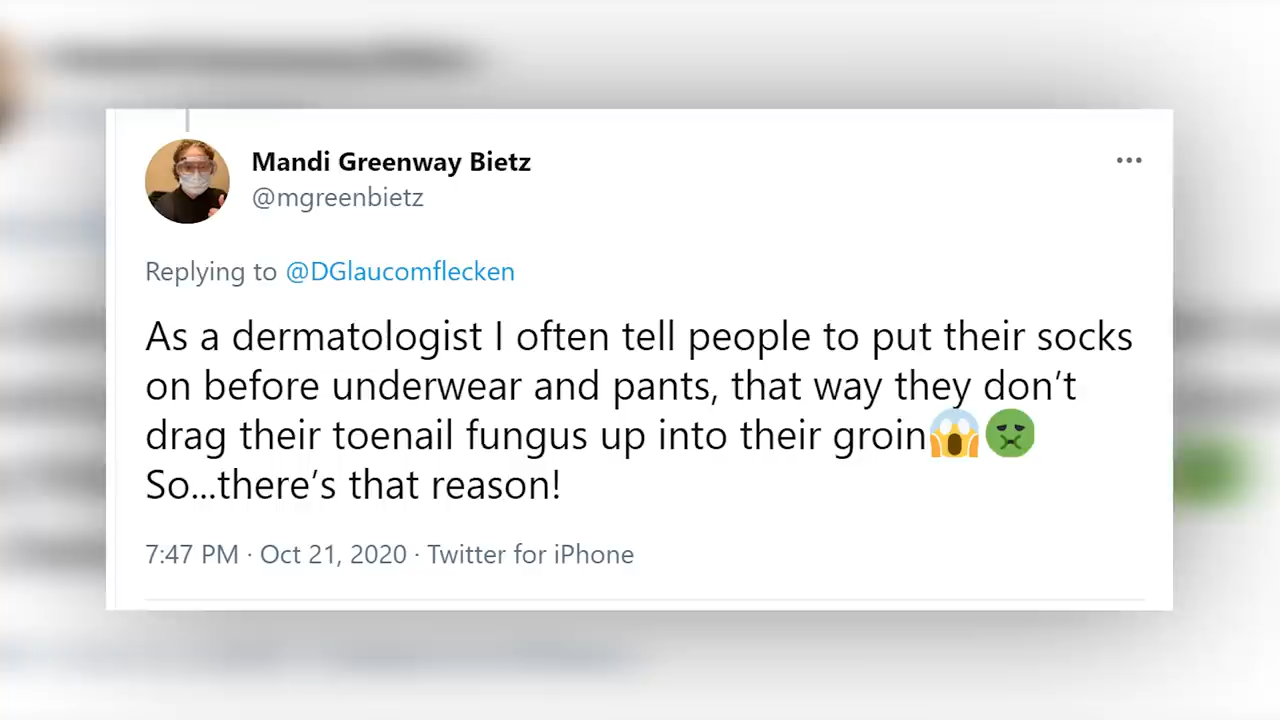 Mandi Greenway Bietz
@mgreenbietz
Replying to @DGlaucomflecken
As a dermatologist I often tell people to put their socks
on before underwear and pants, that way they don’t
drag their toenail fungus up into their groin😱🤢
So...there’s that reason!
7:47 PM · Oct 21, 2020 · Twitter for iPhone